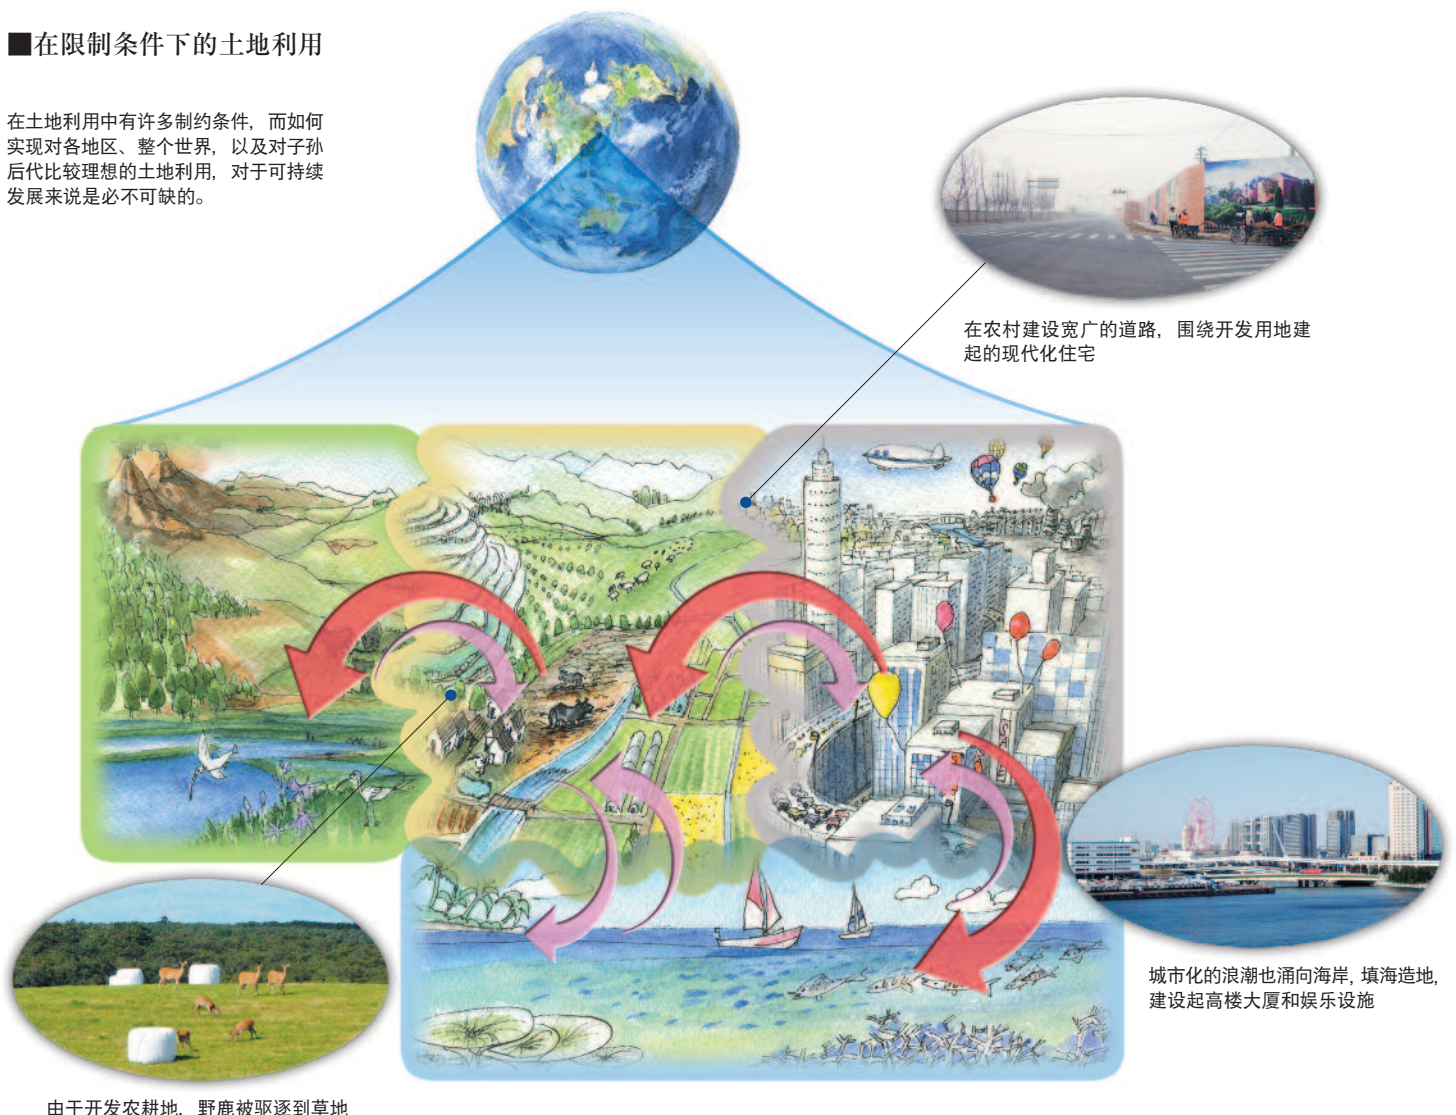 ■在限制条件下的土地利用
在土地利用中有许多制约条件，而如何
实现对各地区、整个世界，以及对子孙
后代比较理想的土地利用，对于可持续
发展来说是必不可缺的。
在农村建设宽广的道路，围绕开发用地建
起的现代化住宅
城市化的浪潮也涌向海岸，填海造地，
建设起高楼大厦和娱乐设施
由于开发农耕地，野鹿被驱逐到草地